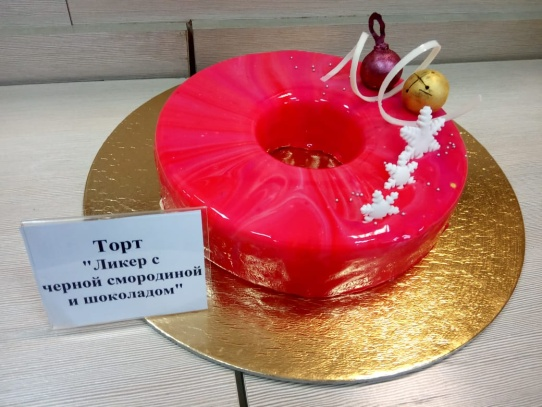 Торт
"Ликер с
черной смородиной
и шоколадом"